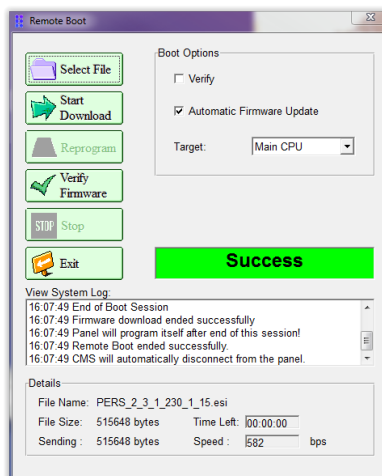 Remote Boot
Select File
Start
Download
Reprogram
Verify
Firmware
STOP Stop
Exit
Boot Options
Verify
Automatic Firmware Update
Target: Main CPU
Success
View System Log:
16:07:49 End of Boot Session
16:07:49 Firmware download ended successfully
16:07:49 Panel will program itself after end of this session!
16:07:49 Remote Boot ended successfully.
16:07:49 CMS will automatically disconnect from the panel.
Details
File Name: PERS_2_3_1_230_1_15.esi
File Size: 515648 bytes Time Left: 00:00:00
Sending : 515648 bytes Speed : 582 bps